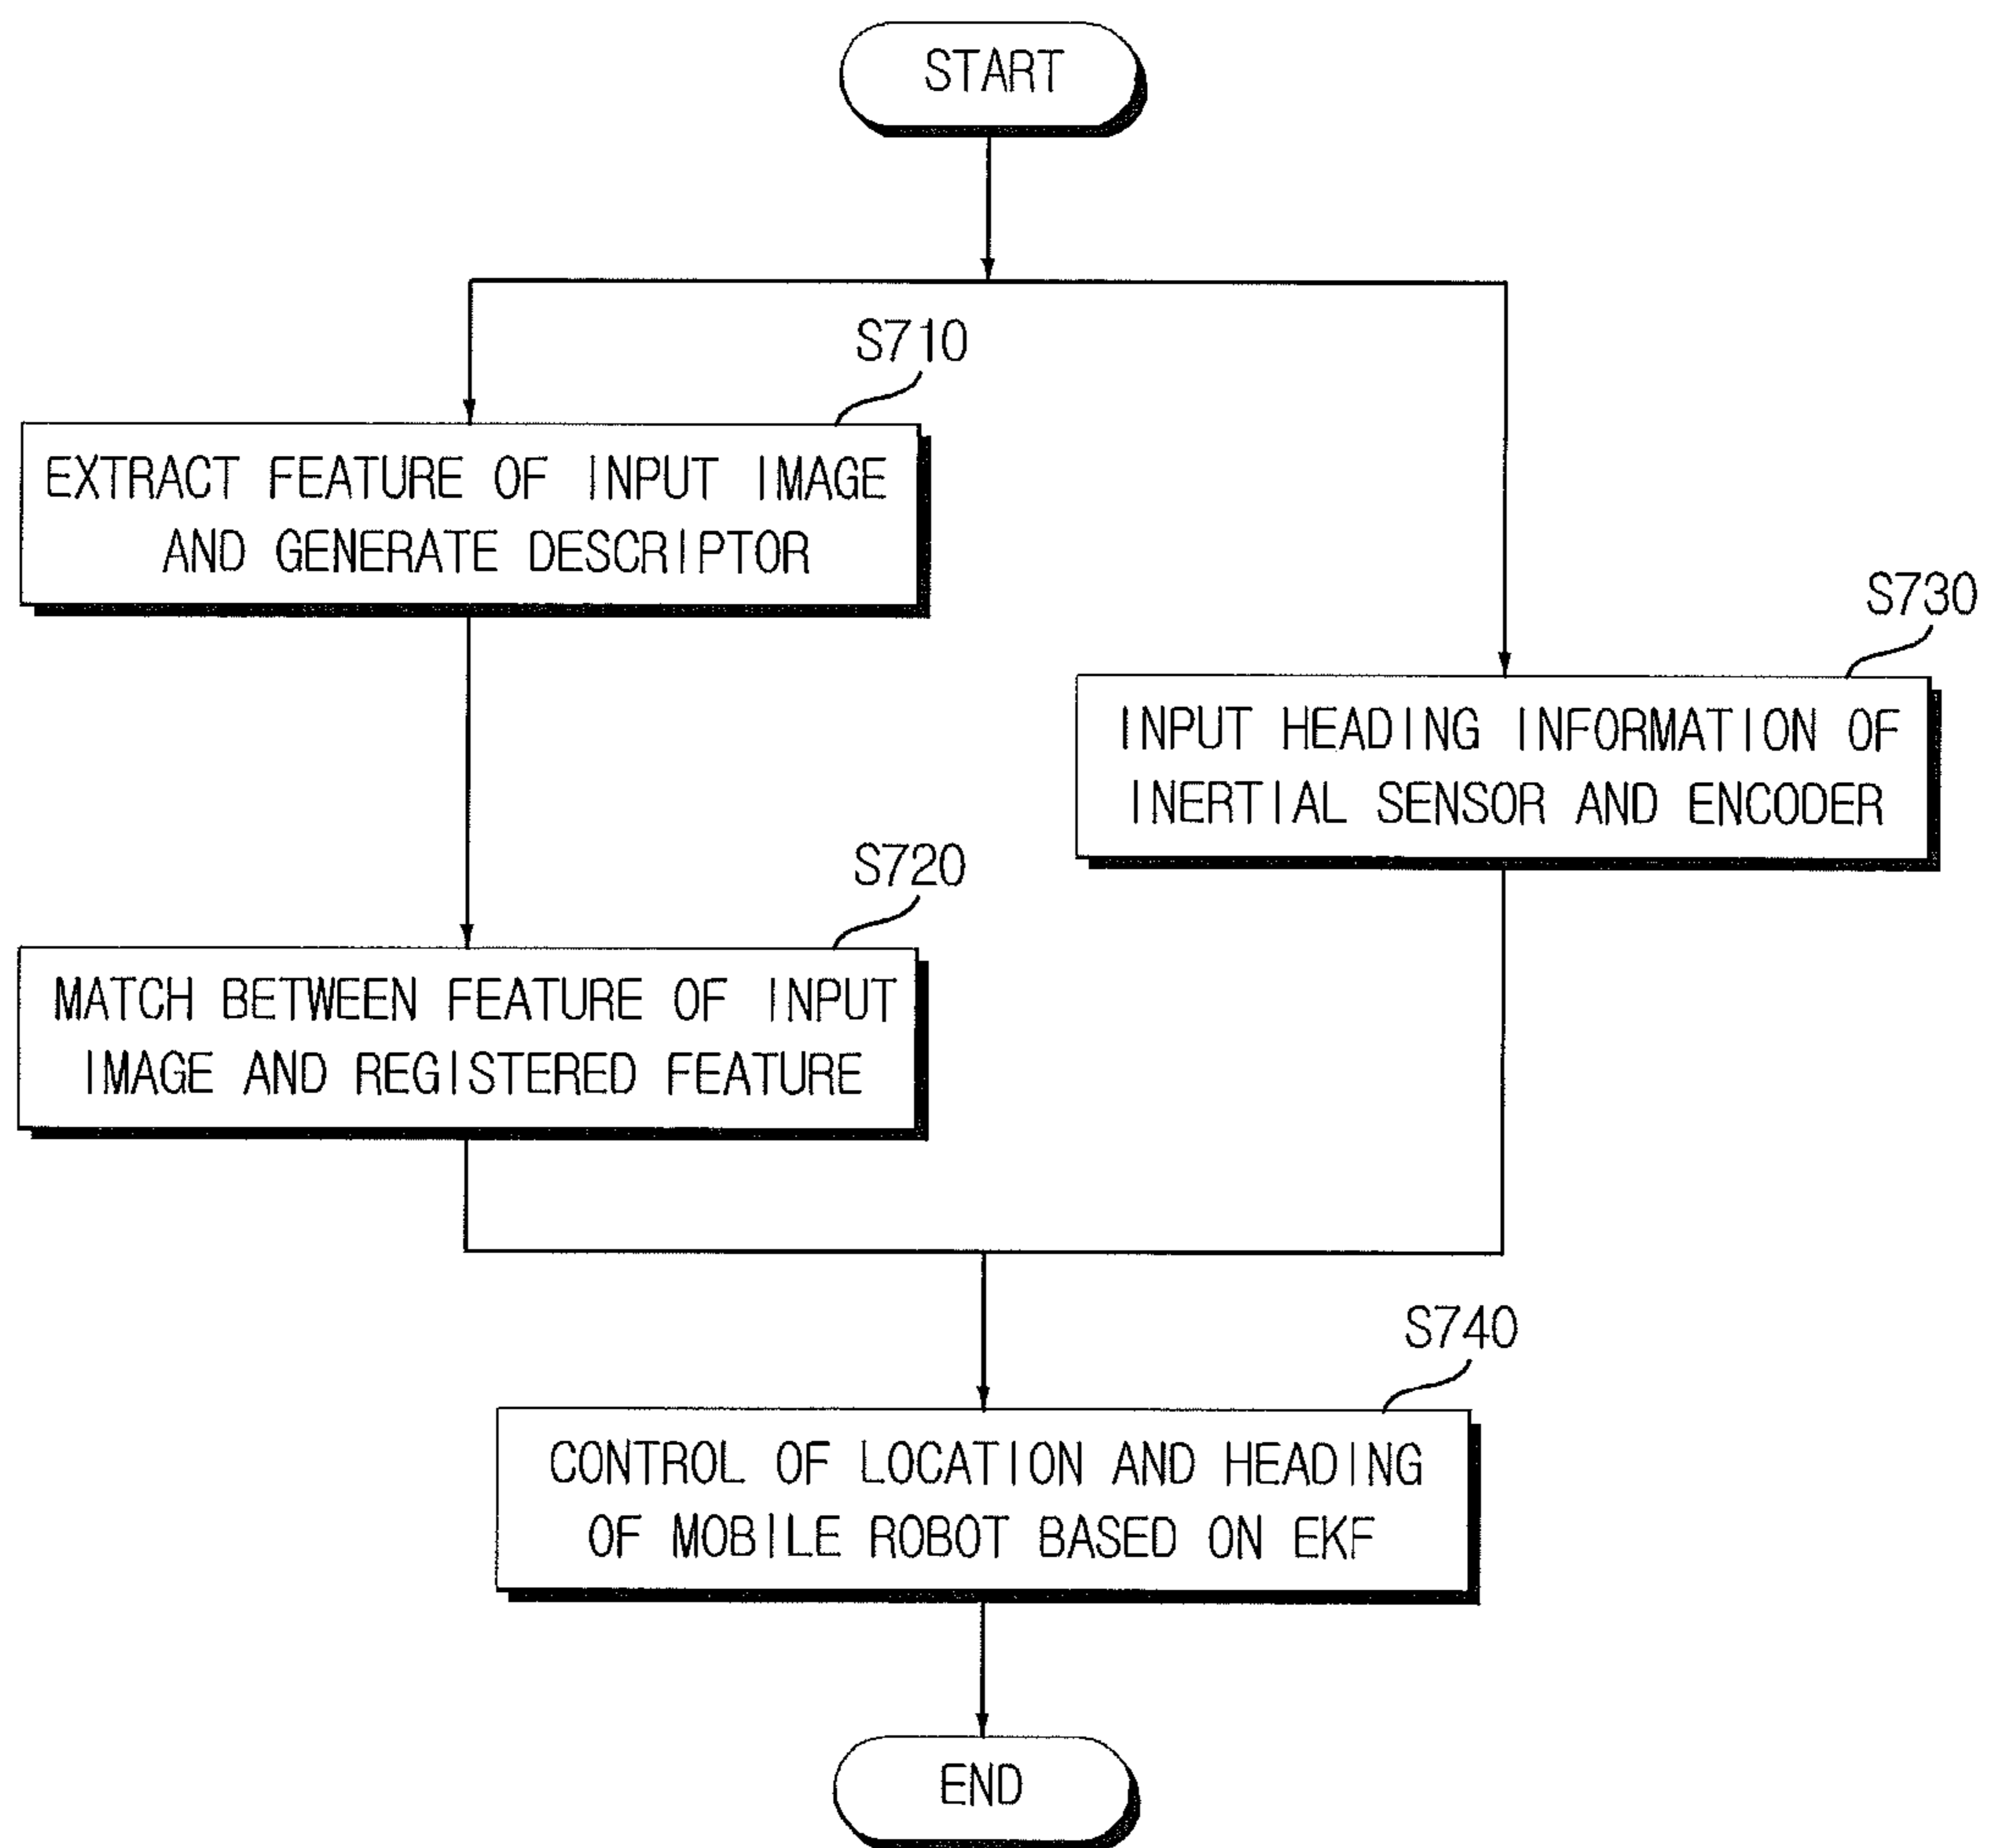 START
S710
EXTRACT FEATURE OF INPUT IMAGE
AND GENERATE DESCRIPTOR
S730
INPUT HEADING INFORMATION OF
INERTIAL SENSOR AND ENCODER
S720
MATCH BETWEEN FEATURE OF INPUT
IMAGE AND REGISTERED FEATURE
S740
CONTROL OF LOCATION AND HEADING
OF MOBILE ROBOT BASED ON EKF
END